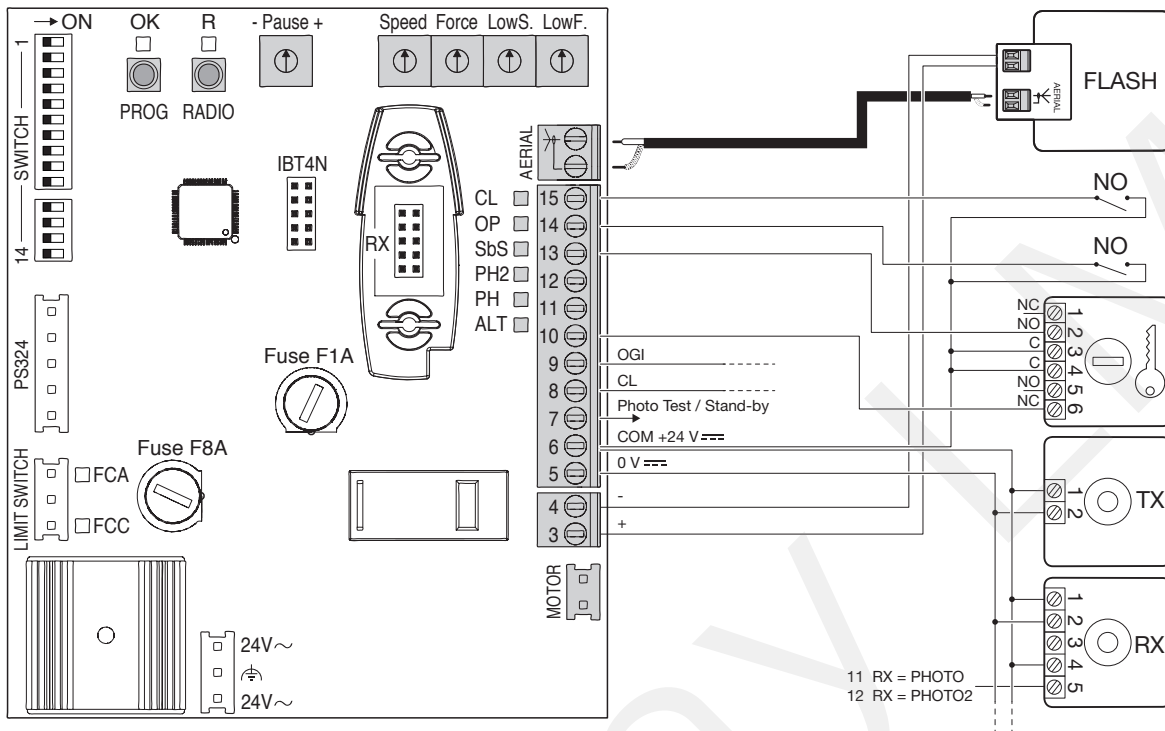 → ON
OK
R
- Pause +
Speed
Force
LowS.
LowF.
1
SWITCH
14
PROG
RADIO
IBT4N
RX
AERIAL
CL
OP
SbS
PH2
PH
ALT
15
14
13
12
11
10
9
8
7
6
5
4
3
OGI
CL
Photo Test / Stand-by
COM +24 V
0 V
-
+
PS324
Fuse F1A
Fuse F8A
LIMIT SWITCH
FCA
FCC
MOTOR
24V~
24V~
AERIAL
FLASH
NO
NO
NC
NO
C
C
NO
NC
1
2
3
4
5
6
1
2
TX
1
2
3
4
5
RX
11 RX = PHOTO
12 RX = PHOTO2